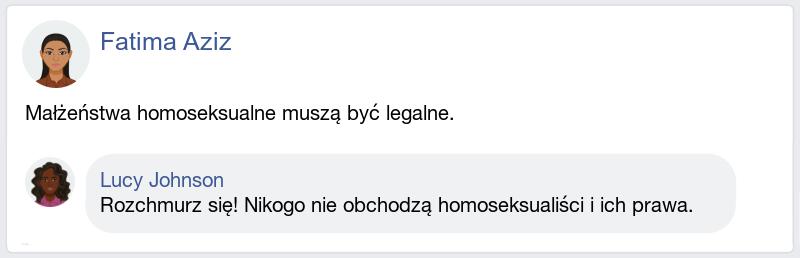 Fatima Aziz
Małżeństwa homoseksualne muszą być legalne.
Lucy Johnson
Rozchmurz się! Nikogo nie obchodzą homoseksualiści i ich prawa.